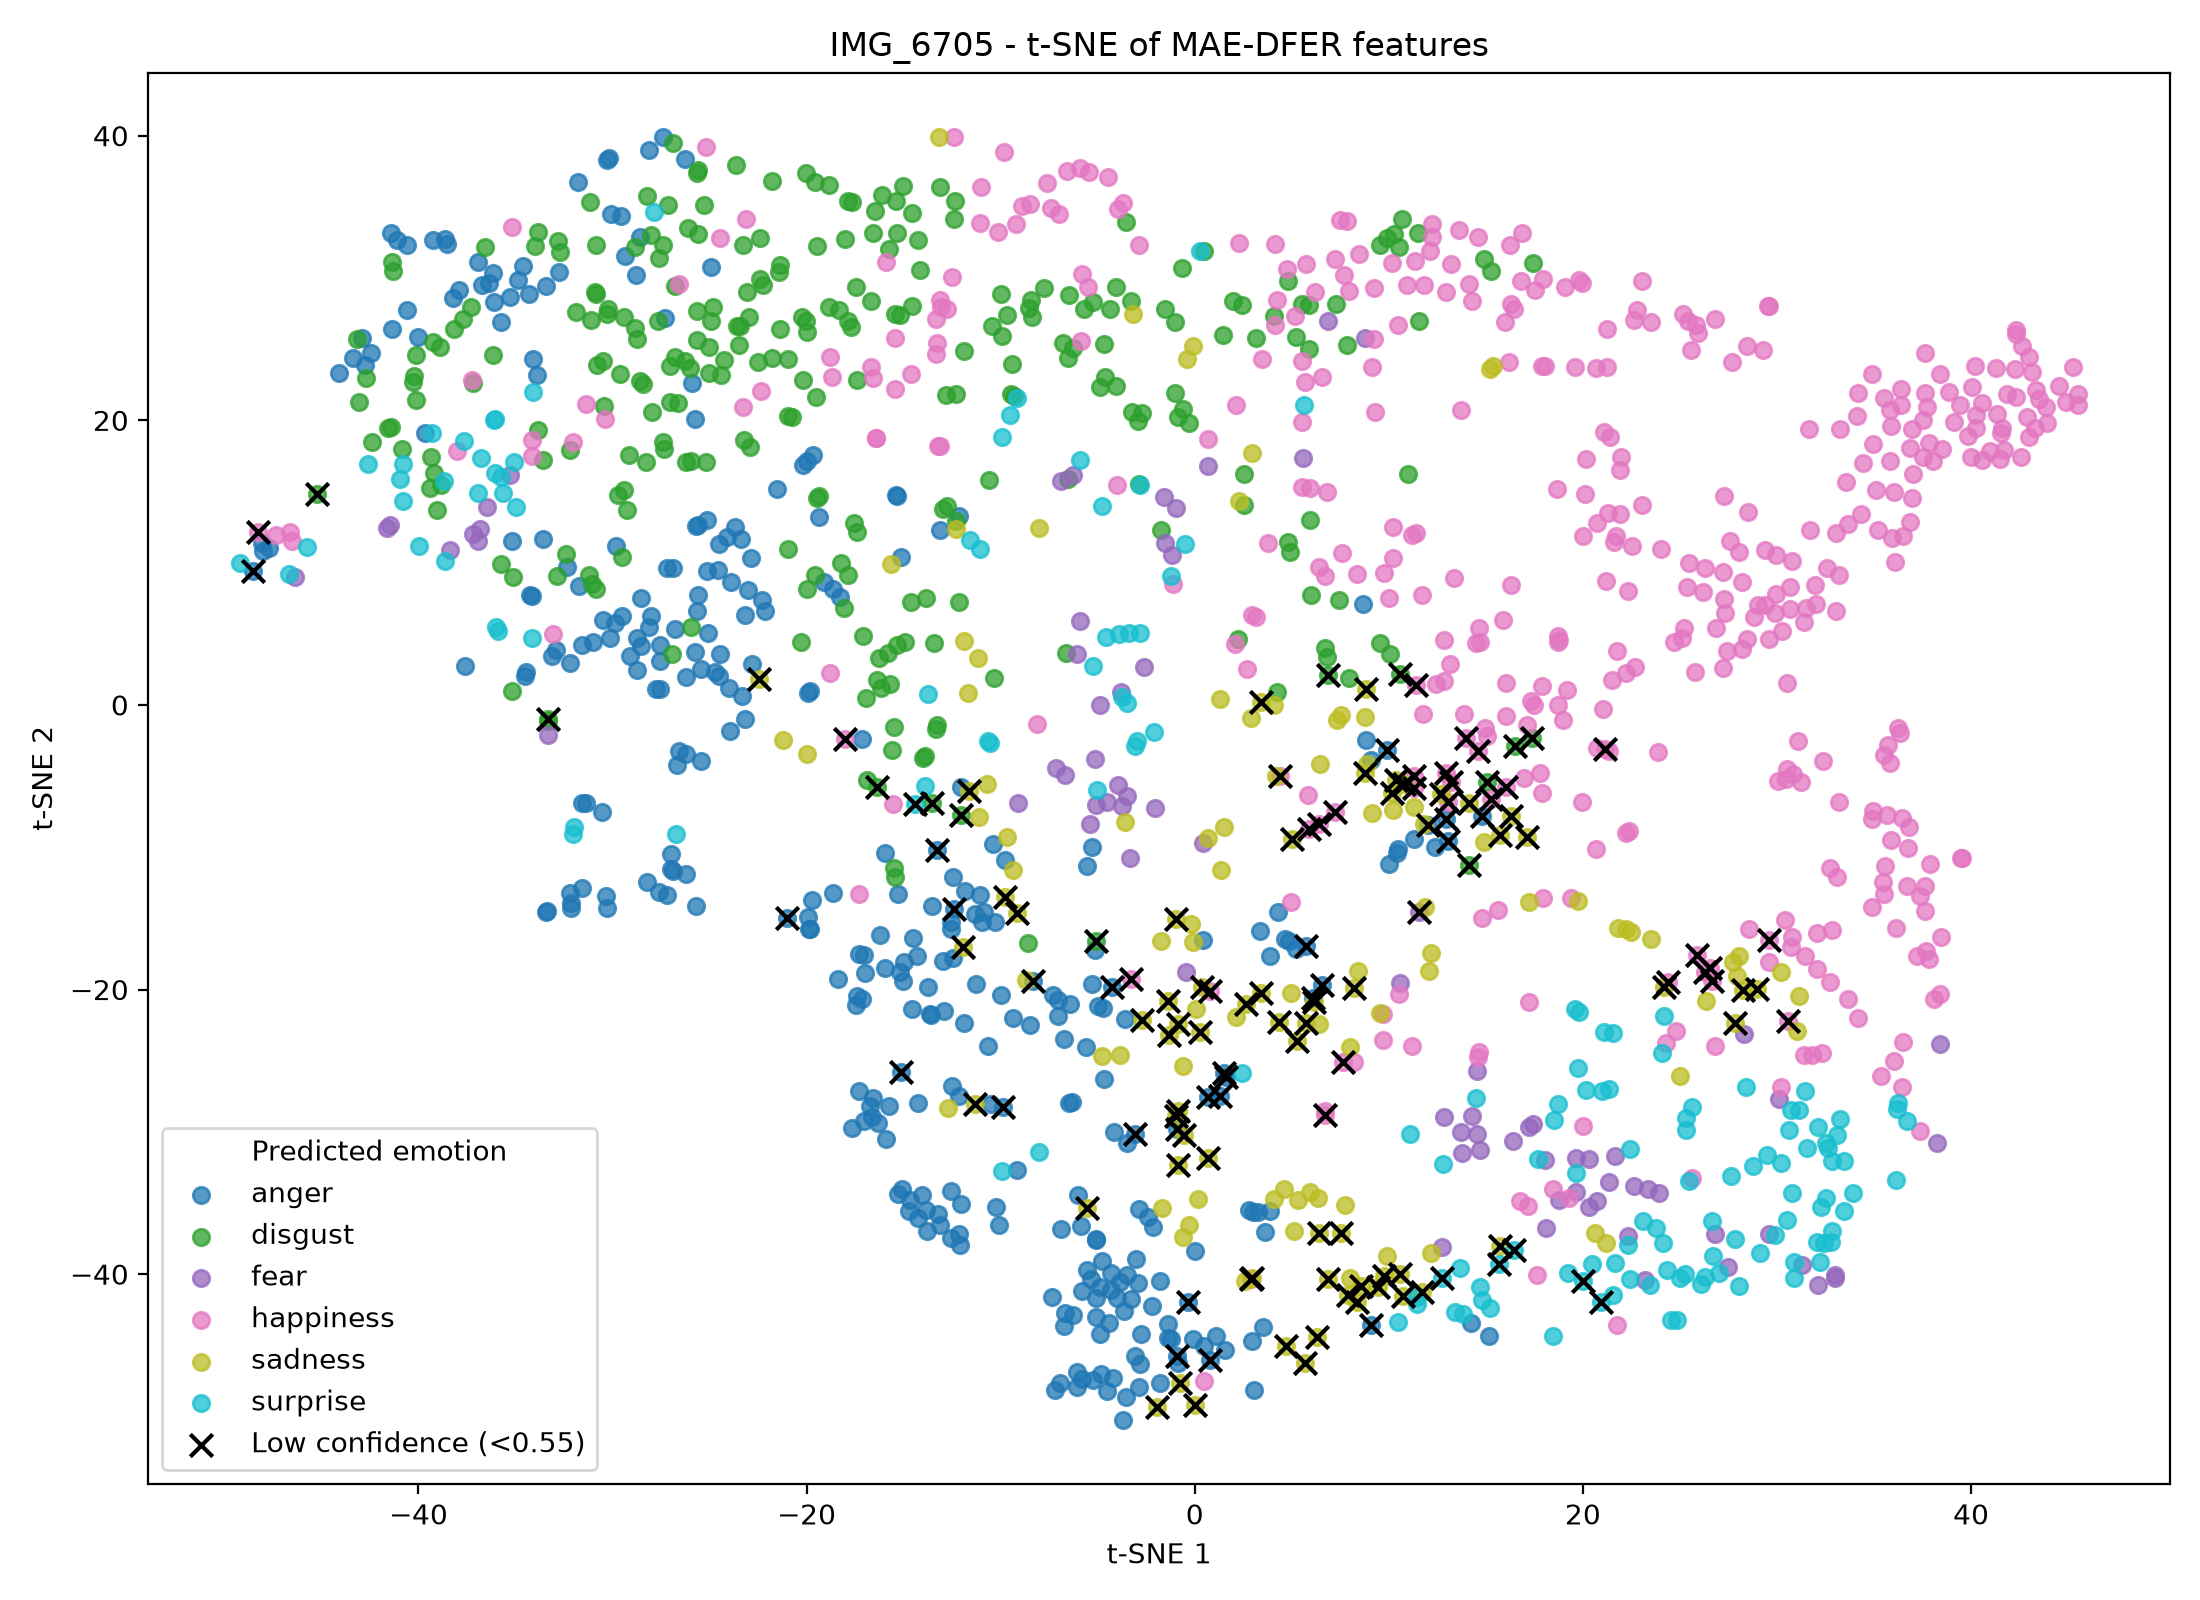 IMG_6705 - t-SNE of MAE-DFER features
40
20
0
−20
−40
t-SNE 2
Predicted emotion
anger
disgust
fear
happiness
sadness
surprise
Low confidence (<0.55)
−40
−20
0
20
40
t-SNE 1